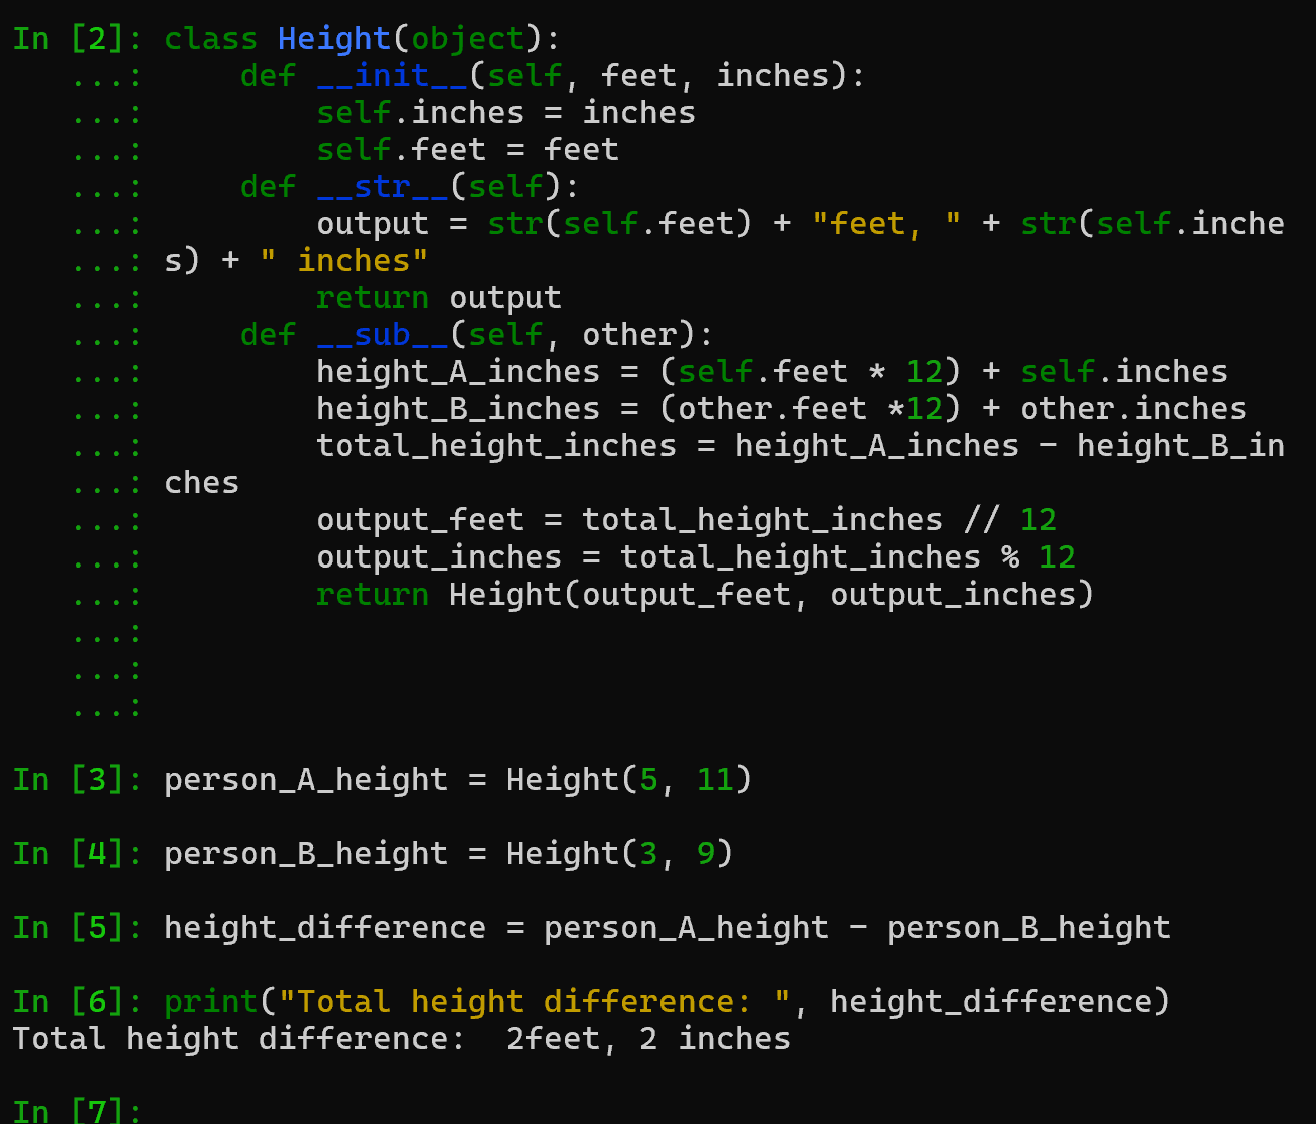 In [2]: class Height(object):
   ...:     def __init__(self, feet, inches):
   ...:         self.inches = inches
   ...:         self.feet = feet
   ...:     def __str__(self):
   ...:         output = str(self.feet) + "feet, " + str(self.inche
   ...: s) + " inches"
   ...:         return output
   ...:     def __sub__(self, other):
   ...:         height_A_inches = (self.feet * 12) + self.inches
   ...:         height_B_inches = (other.feet *12) + other.inches
   ...:         total_height_inches = height_A_inches - height_B_in
   ...: ches
   ...:         output_feet = total_height_inches // 12
   ...:         output_inches = total_height_inches % 12
   ...:         return Height(output_feet, output_inches)
   ...:
   ...:
   ...:
In [3]: person_A_height = Height(5, 11)
In [4]: person_B_height = Height(3, 9)
In [5]: height_difference = person_A_height - person_B_height
In [6]: print("Total height difference: ", height_difference)
Total height difference:  2feet, 2 inches
In [7]: